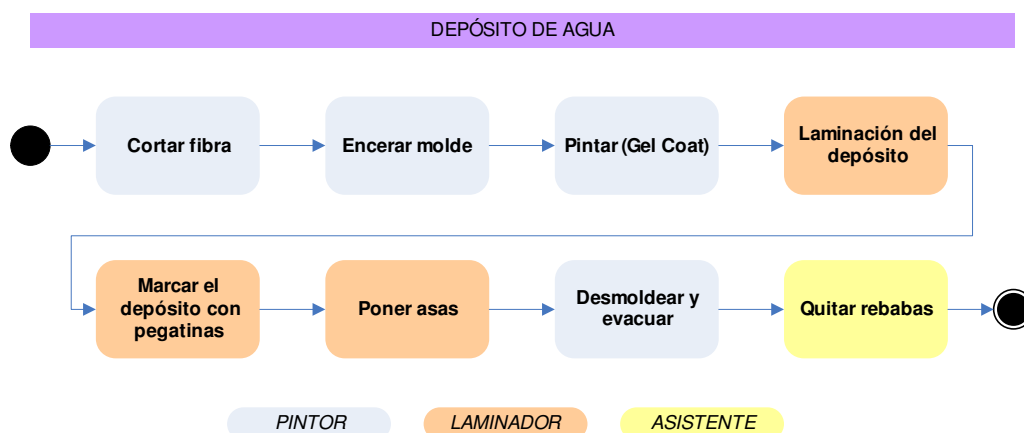 DEPÓSITO DE AGUA
Cortar fibra
Encerar molde
Pintar (Gel Coat)
Laminación del
depósito
Marcar el
depósito con
pegatinas
Poner asas
Desmoldear y
evacuar
Quitar rebabas
PINTOR
LAMINADOR
ASISTENTE